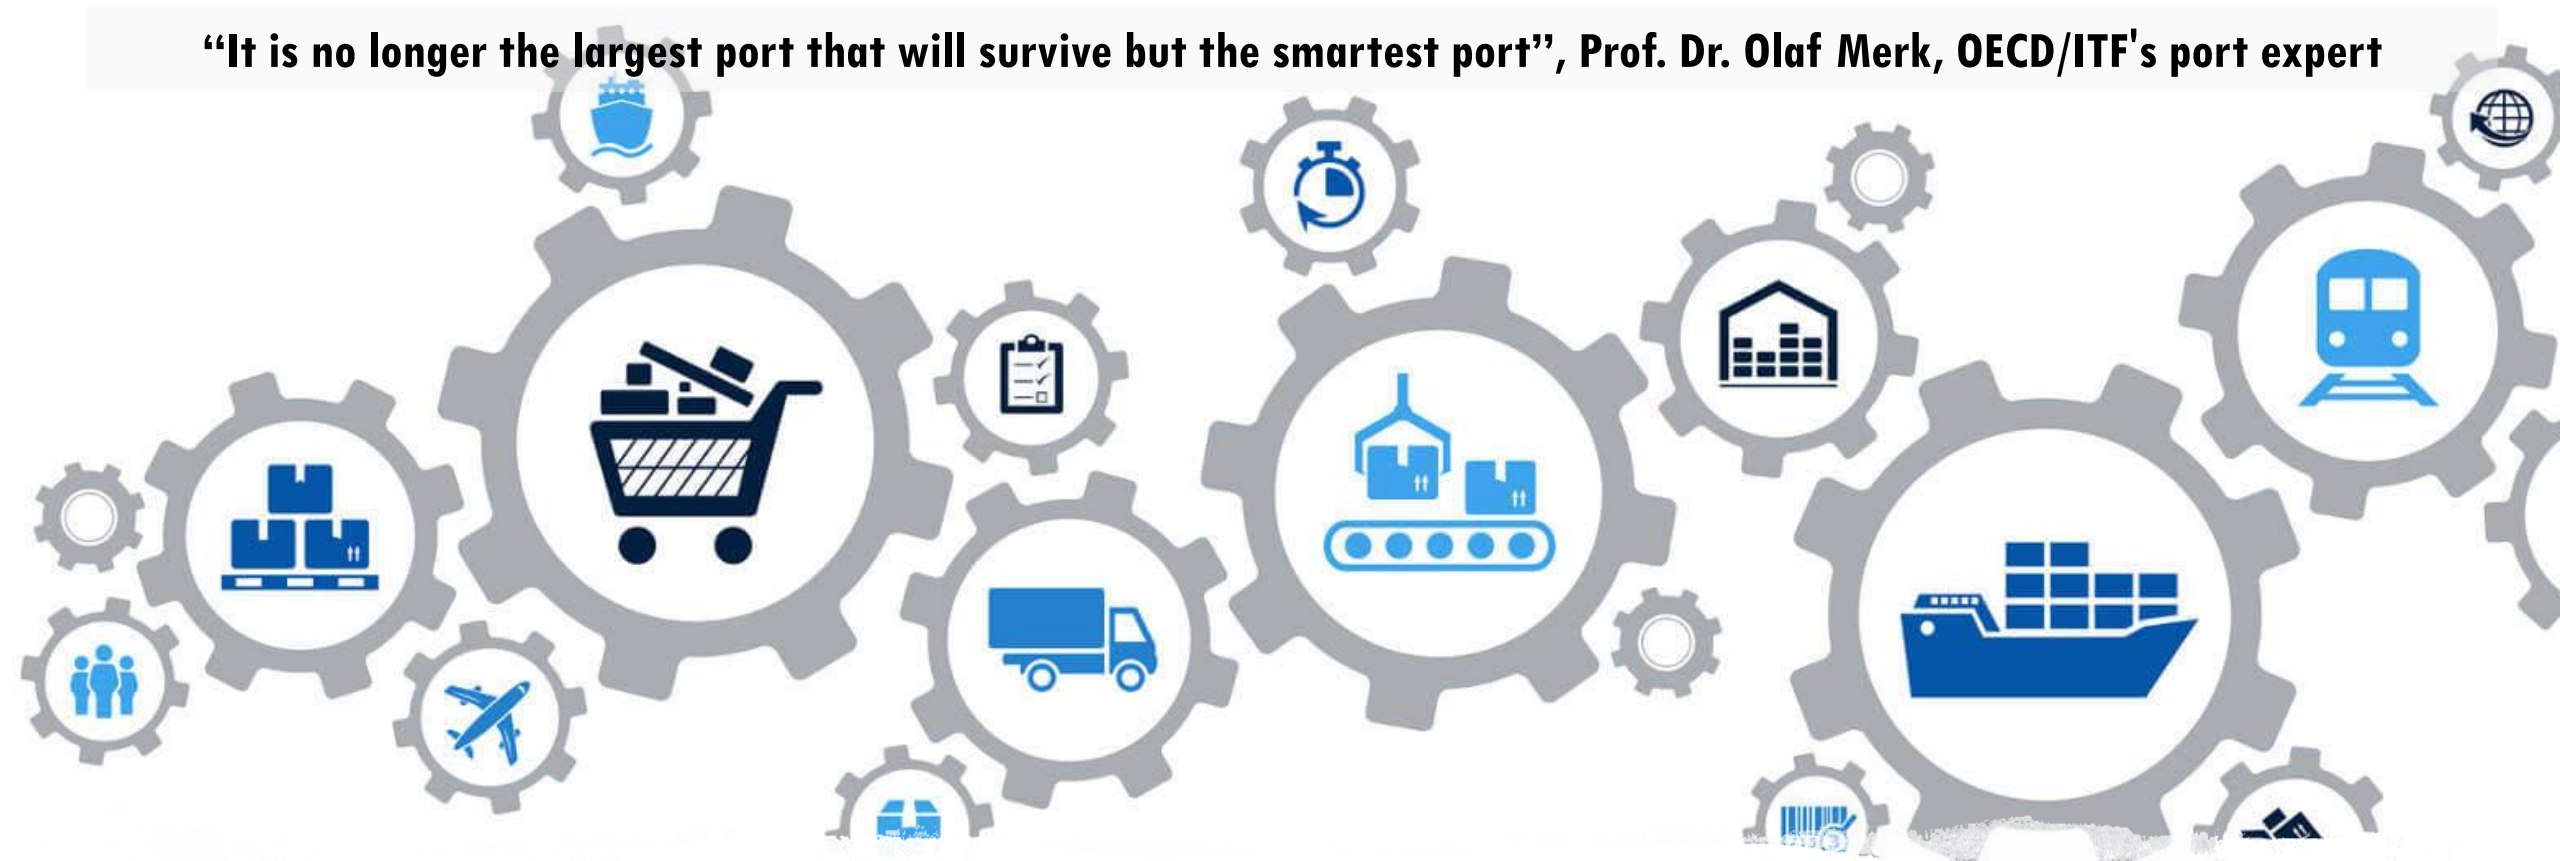 “It is no longer the largest port that will survive but the smartest port”, Prof. Dr. Olaf Merk, OECD/ITF's port expert